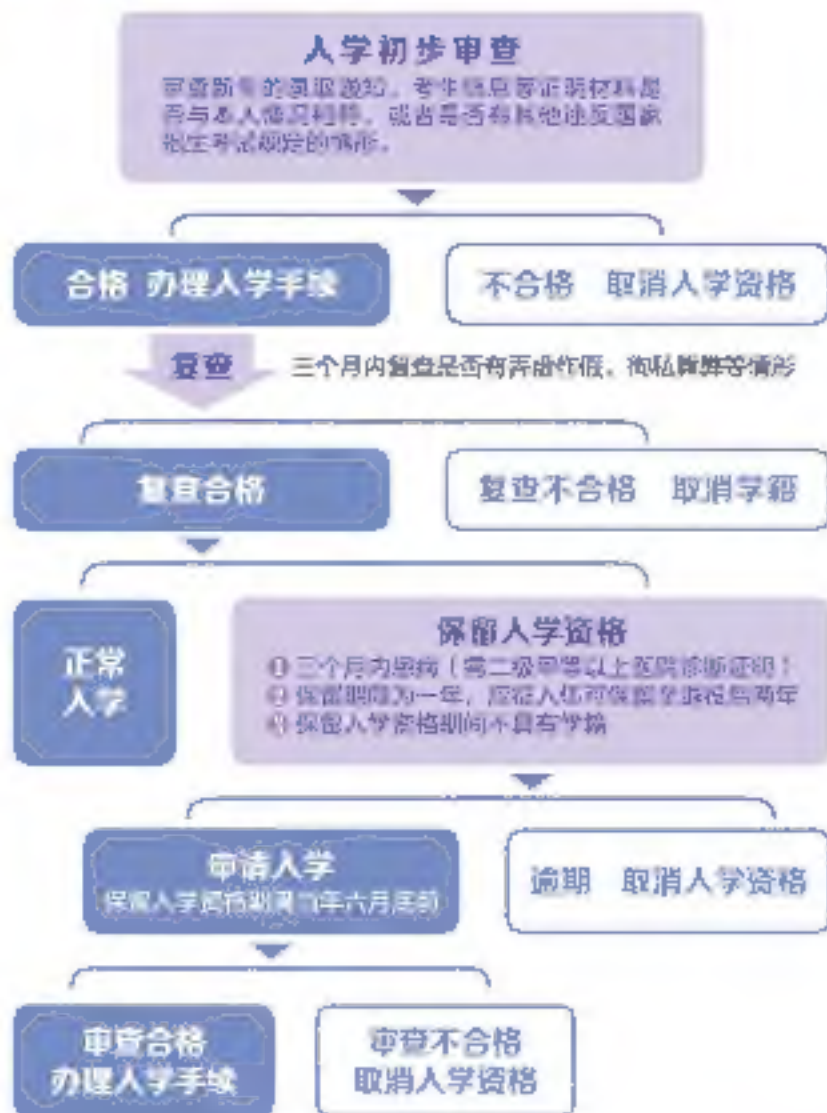 入学初步审查
审查新生的录取通知、考生信息等证明材料是
否与本人情况相符，或者是否有其他违反国家
招生考试规定的情形。
合格 办理入学手续
不合格 取消入学资格
复查
三个月内复查是否有弄虚作假、徇私舞弊等情形
复查合格
复查不合格 取消学籍
正常
入学
保留入学资格
三个月内患病（需二级甲等以上医院诊断证明）
保留期限为一年，应征入伍可保留至退役后两年
保留入学资格期间不具有学籍
申请入学
保留入学资格期满当年六月底前
逾期 取消入学资格
审查合格
办理入学手续
审查不合格
取消入学资格